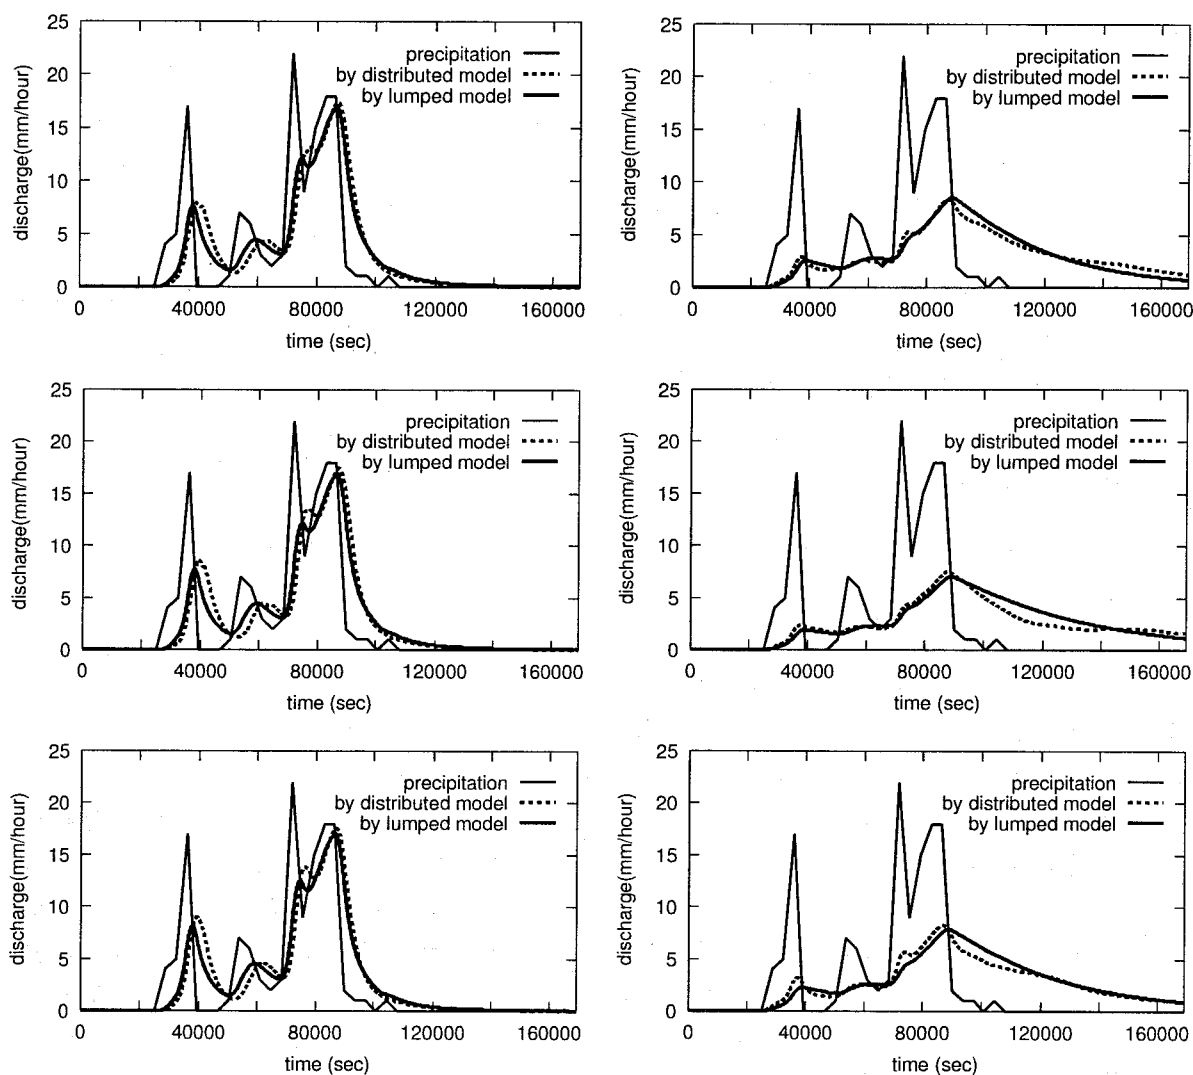 25
20
15
10
5
0
discharge(mm/hour)
precipitation
by distributed model
by lumped model
0 40000 80000 120000 160000
time (sec)
25
20
15
10
5
0
discharge(mm/hour)
precipitation
by distributed model
by lumped model
0 40000 80000 120000 160000
time (sec)
25
20
15
10
5
0
discharge(mm/hour)
precipitation
by distributed model
by lumped model
0 40000 80000 120000 160000
time (sec)
25
20
15
10
5
0
discharge(mm/hour)
precipitation
by distributed model
by lumped model
0 40000 80000 120000 160000
time (sec)
25
20
15
10
5
0
discharge(mm/hour)
precipitation
by distributed model
by lumped model
0 40000 80000 120000 160000
time (sec)
25
20
15
10
5
0
discharge(mm/hour)
precipitation
by distributed model
by lumped model
0 40000 80000 120000 160000
time (sec)